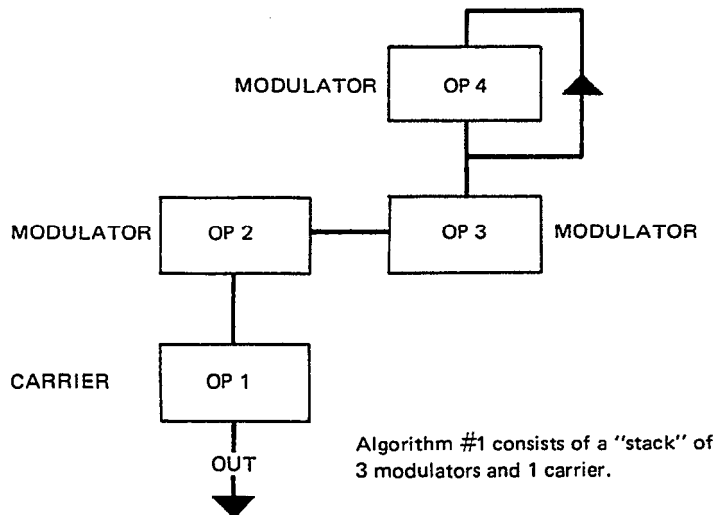 MODULATOR
OP 4
MODULATOR
OP 2
OP 3
MODULATOR
CARRIER
OP 1
OUT
Algorithm #1 consists of a "stack" of
3 modulators and 1 carrier.